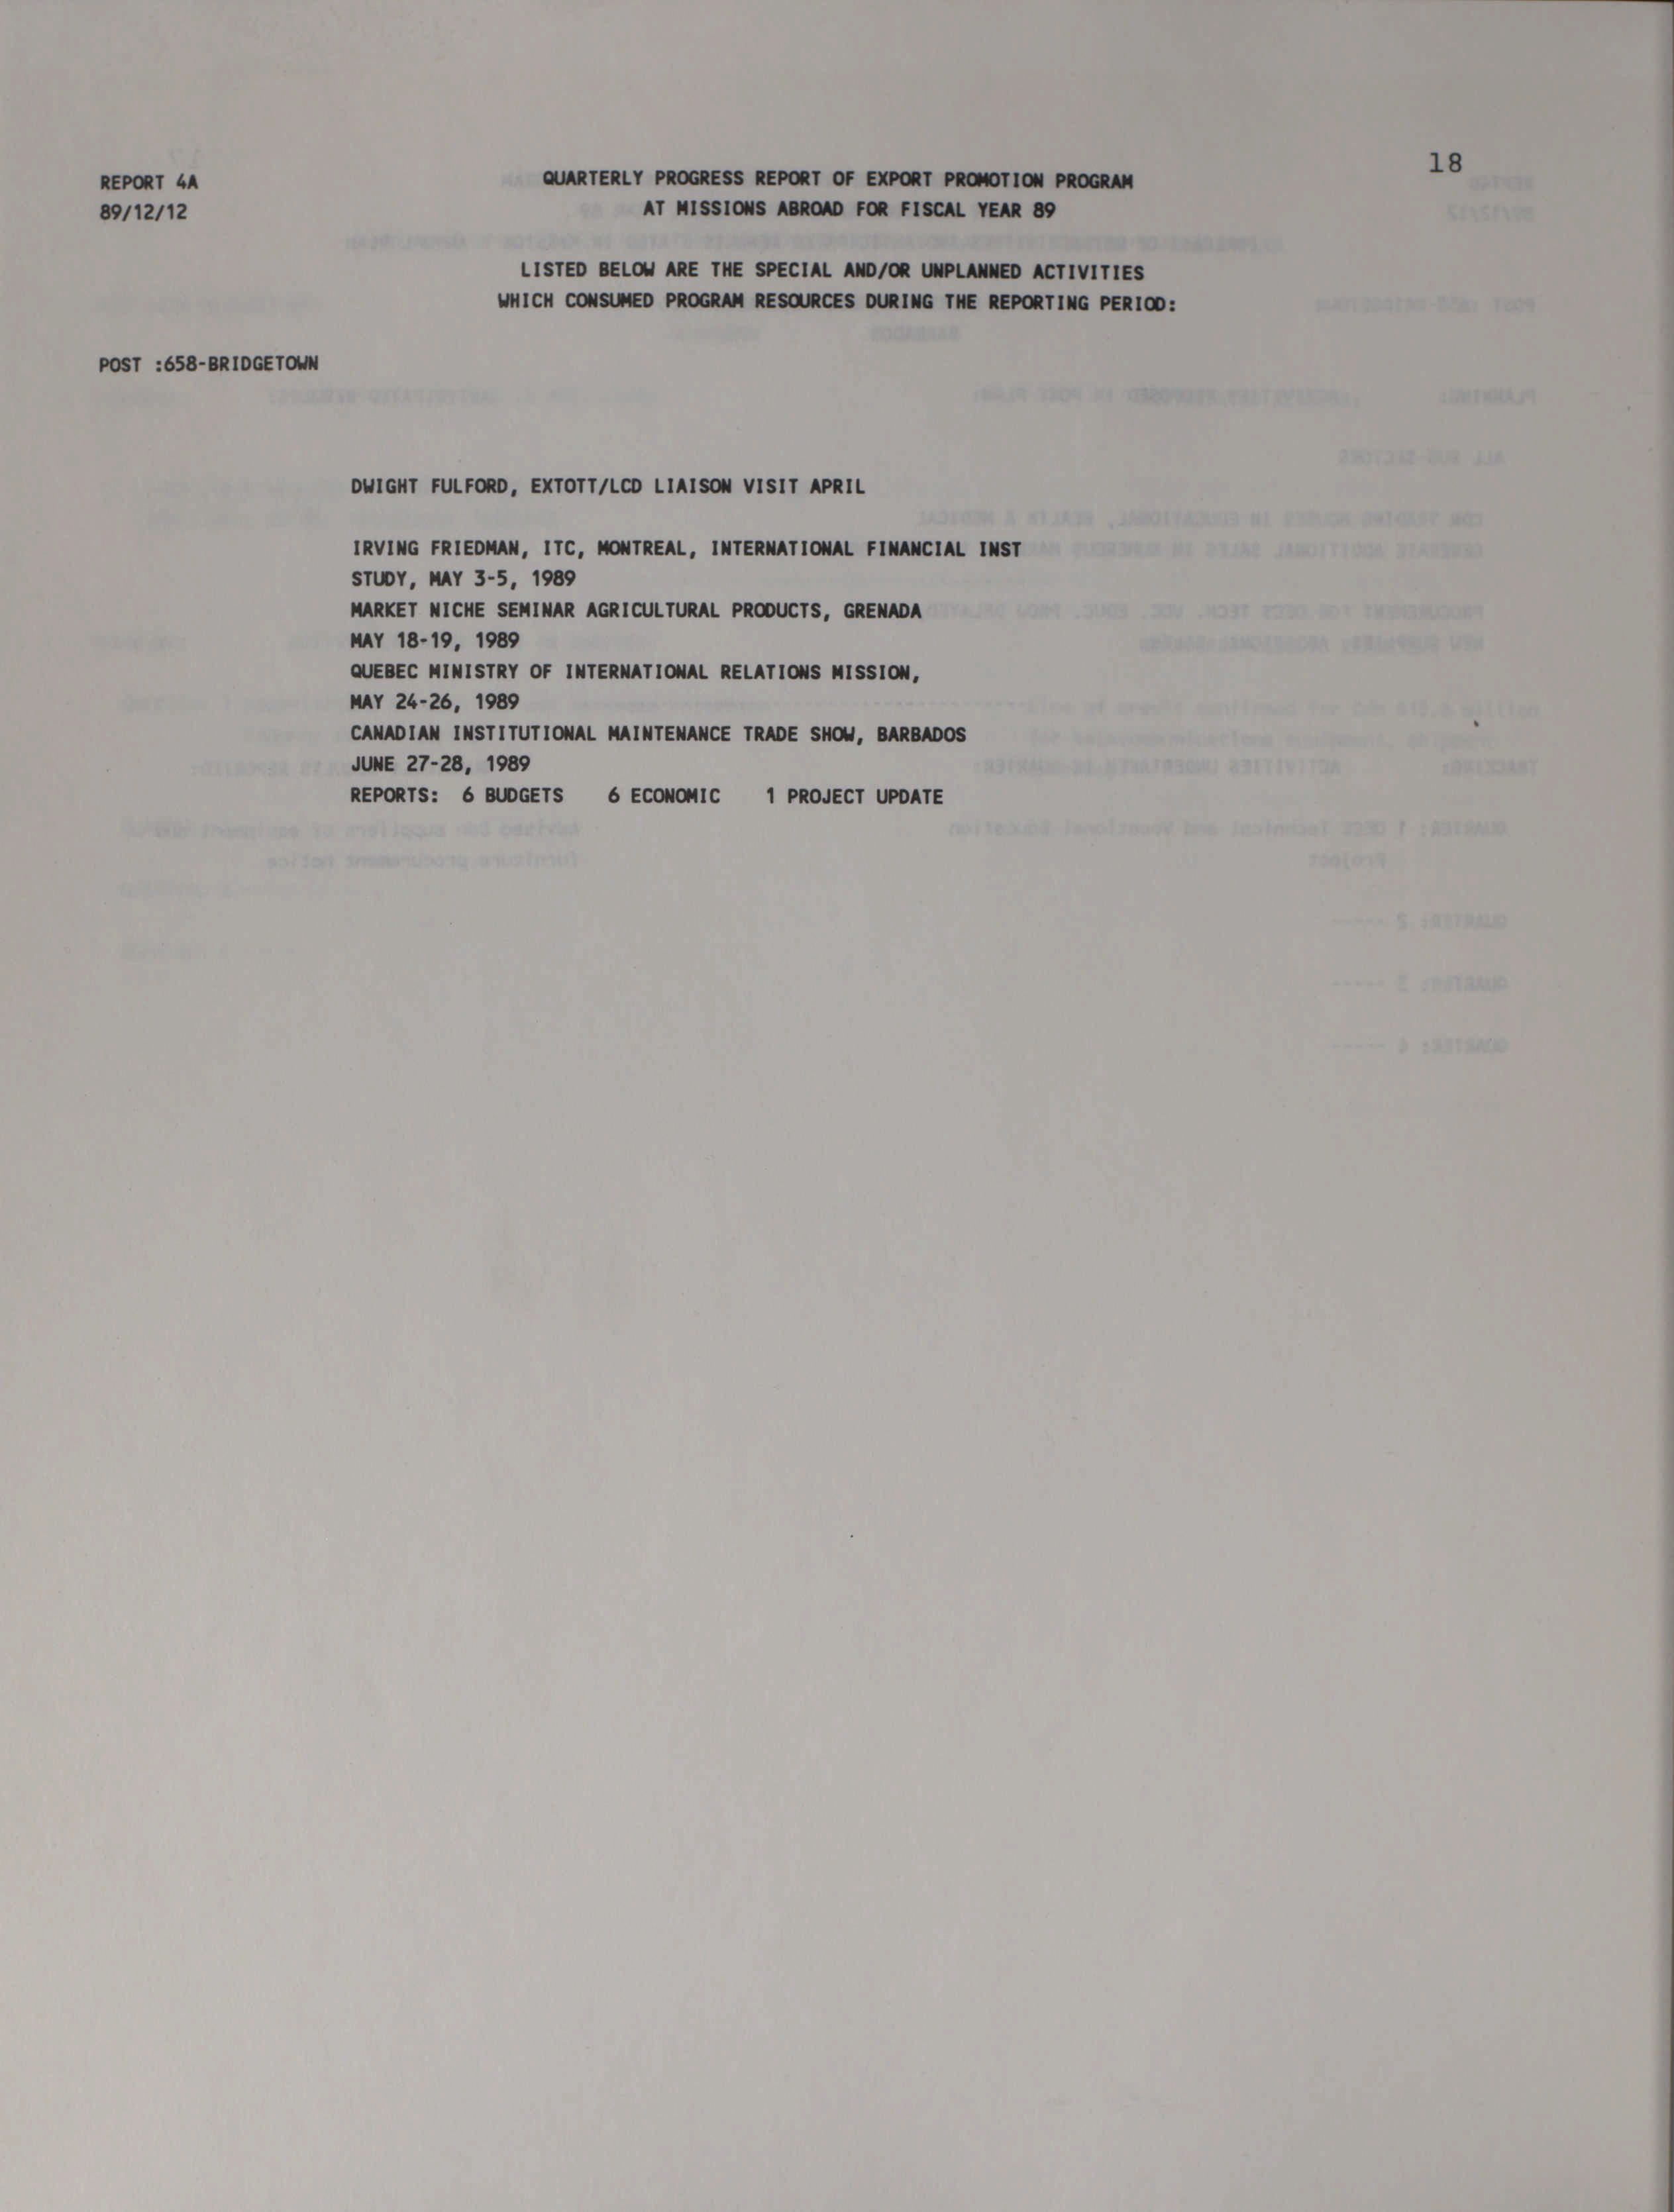 18
REPORT 4A
89/12/12
QUARTERLY PROGRESS REPORT OF EXPORT PROMOTION PROGRAM
AT MISSIONS ABROAD FOR FISCAL YEAR 89
LISTED BELOW ARE THE SPECIAL AND/OR UNPLANNED ACTIVITIES
WHICH CONSUMED PROGRAM RESOURCES DURING THE REPORTING PERIOD:
POST :658-BRIDGETOWN
DWIGHT FULFORD, EXTOTT/LCD LIAISON VISIT APRIL
IRVING FRIEDMAN, ITC, MONTREAL, INTERNATIONAL FINANCIAL INST
STUDY, MAY 3-5, 1989
MARKET NICHE SEMINAR AGRICULTURAL PRODUCTS, GRENADA
MAY 18-19, 1989
QUEBEC MINISTRY OF INTERNATIONAL RELATIONS MISSION,
MAY 24-26, 1989
CANADIAN INSTITUTIONAL MAINTENANCE TRADE SHOW, BARBADOS
JUNE 27-28, 1989
REPORTS: 6 BUDGETS 6 ECONOMIC 1 PROJECT UPDATE